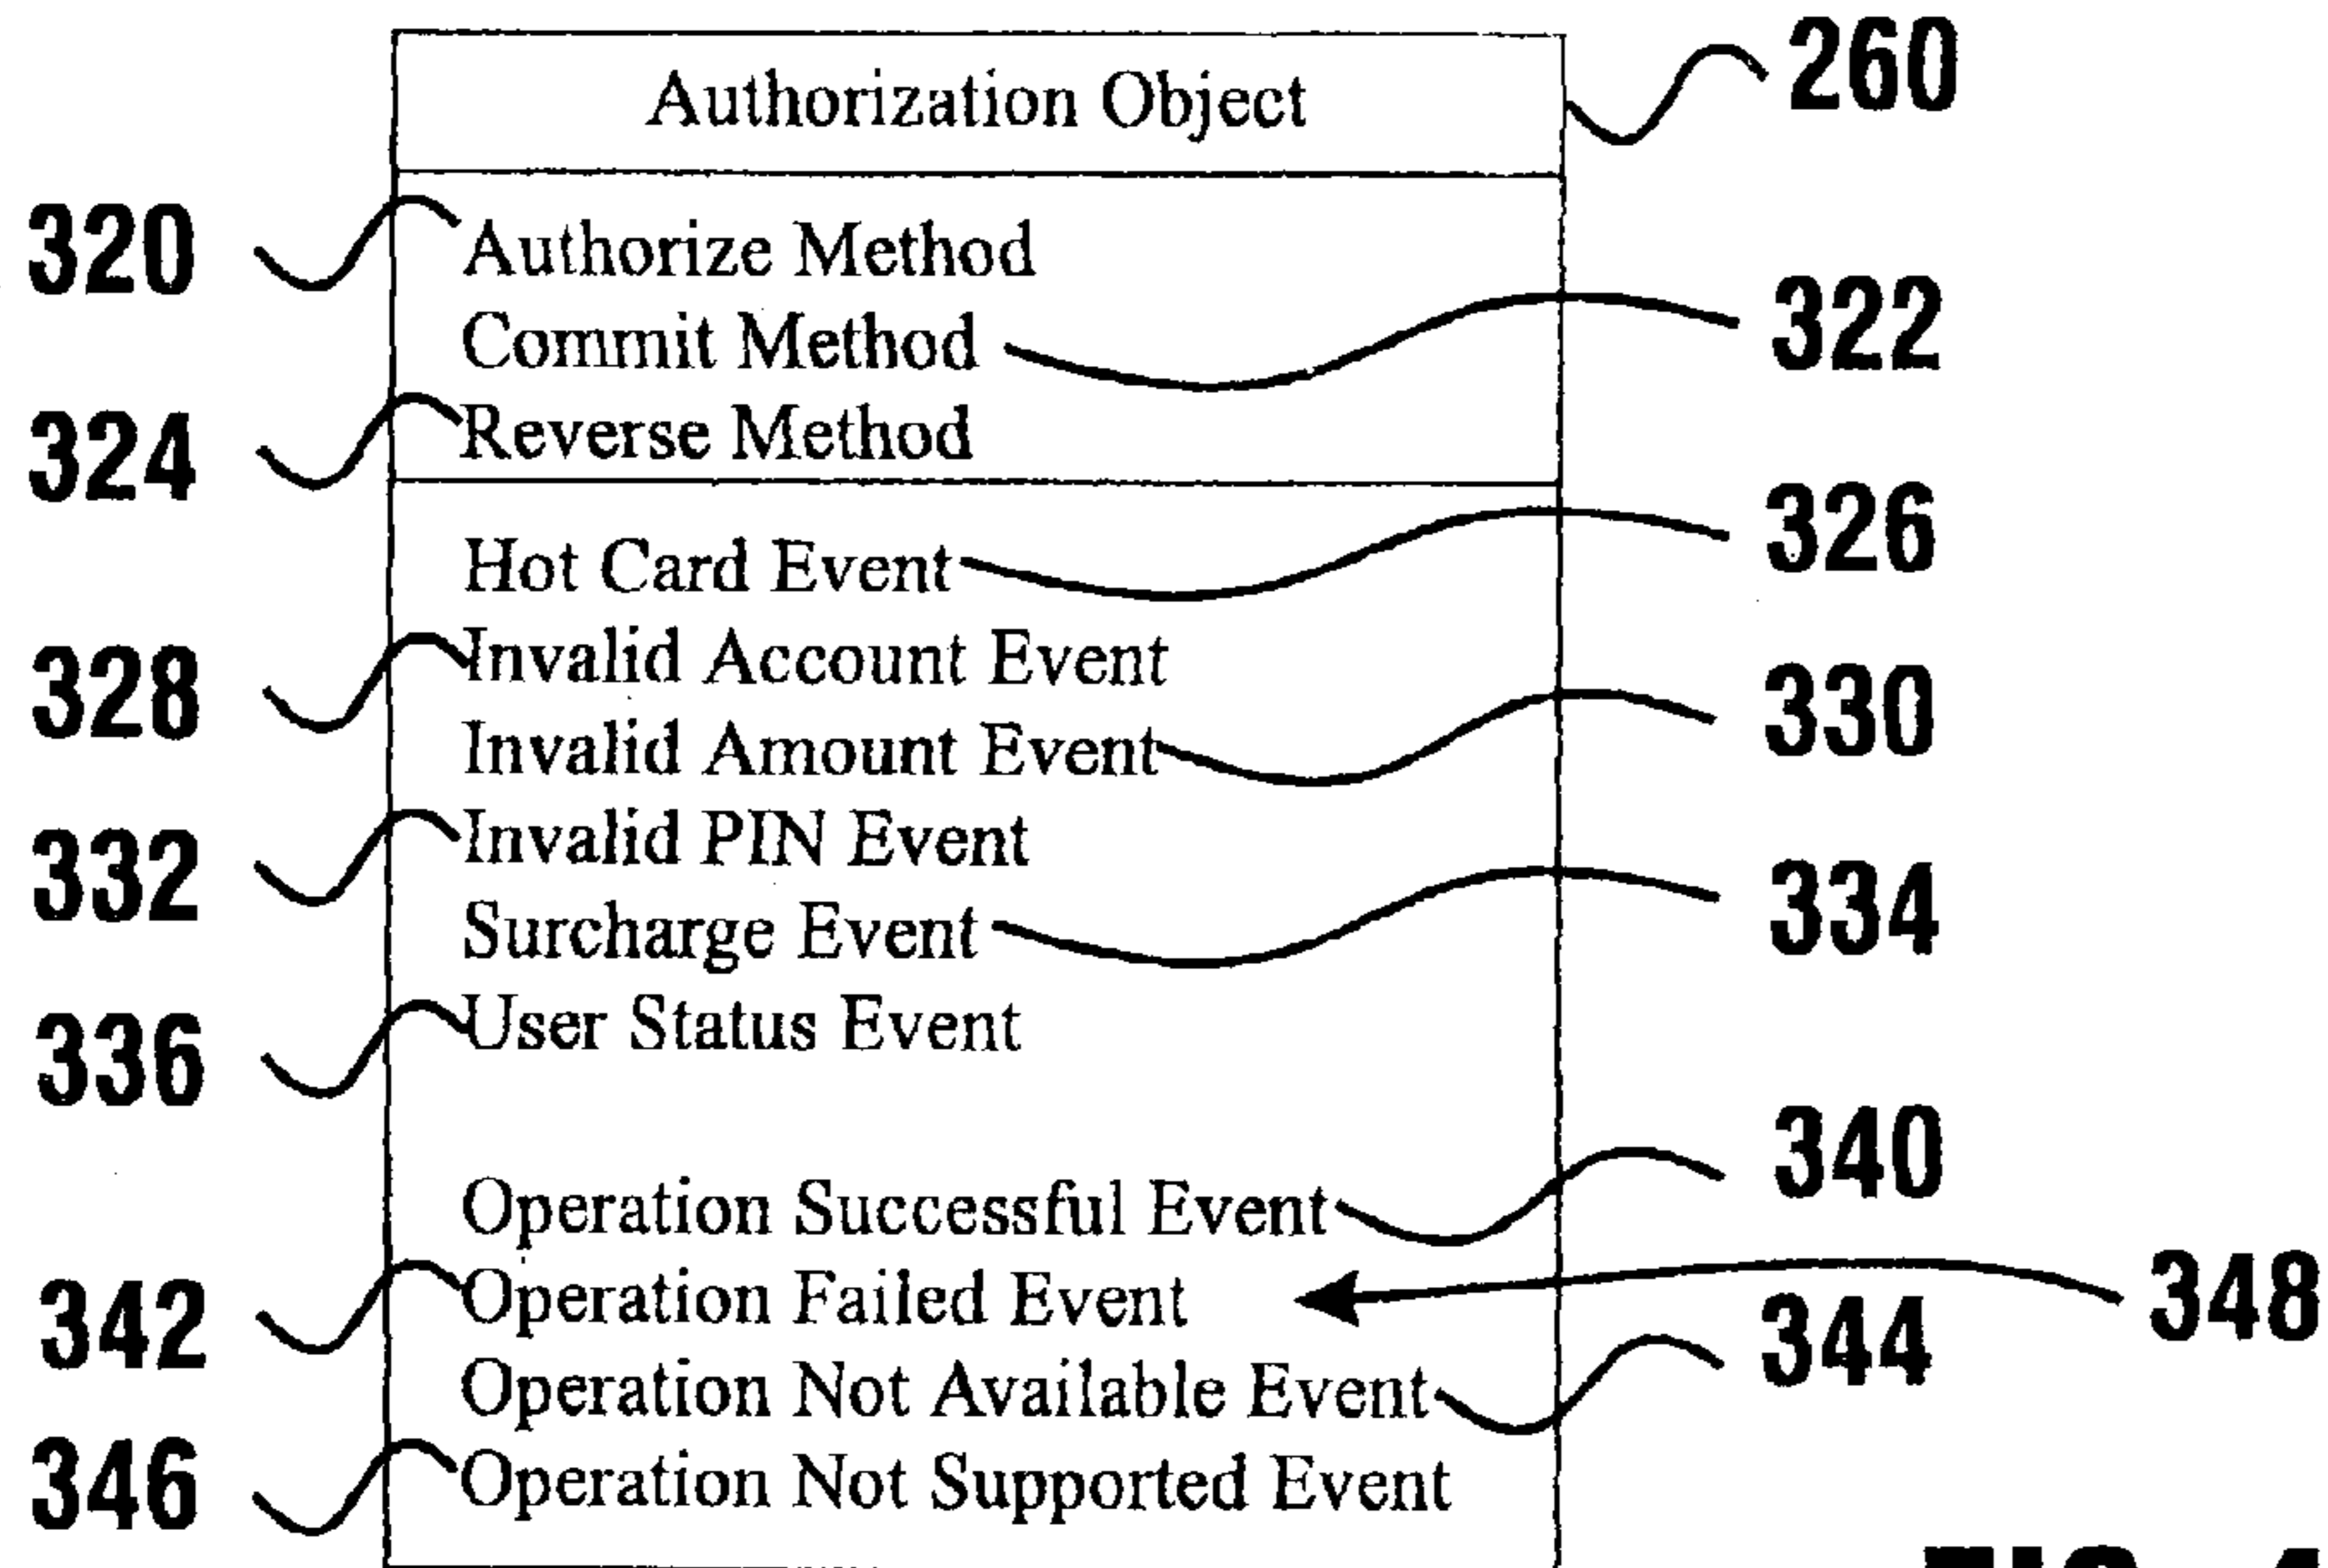 Authorization Object 260
320 Authorize Method
Commit Method 322
324 Reverse Method
Hot Card Event 326
328 Invalid Account Event
Invalid Amount Event 330
332 Invalid PIN Event
Surcharge Event 334
336 User Status Event
Operation Successful Event 340
342 Operation Failed Event 348
Operation Not Available Event 344
346 Operation Not Supported Event